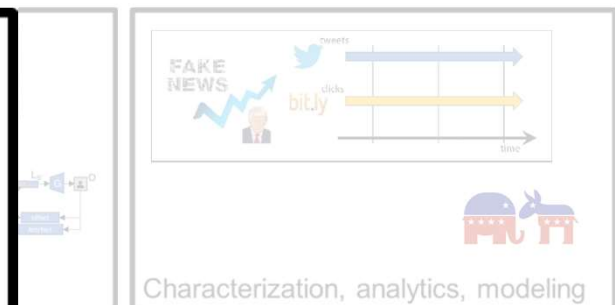 tweets
FAKE
NEWS
clicks
bit.ly
time
Characterization, analytics, modeling